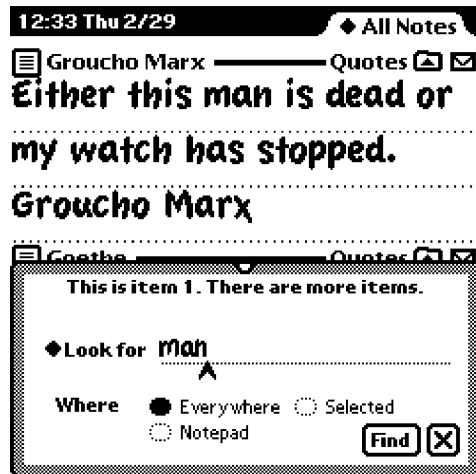 12:33 Thu 2/29 ◆ All Notes
Groucho Marx Quotes
Either this man is dead or
my watch has stopped.
Groucho Marx
Goethe Quotes
This is item 1. There are more items.
◆Look for man
Where Everywhere Selected
Notepad
Find X